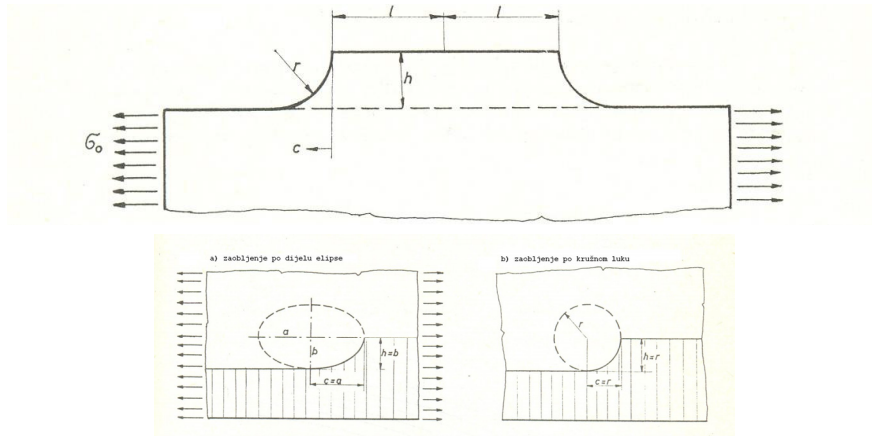 l l
r
h
σ₀
c
a) zaobljenje po dijelu elipse
b) zaobljenje po kružnom luku
a
b
h=b
c=a
r
h=r
c=r